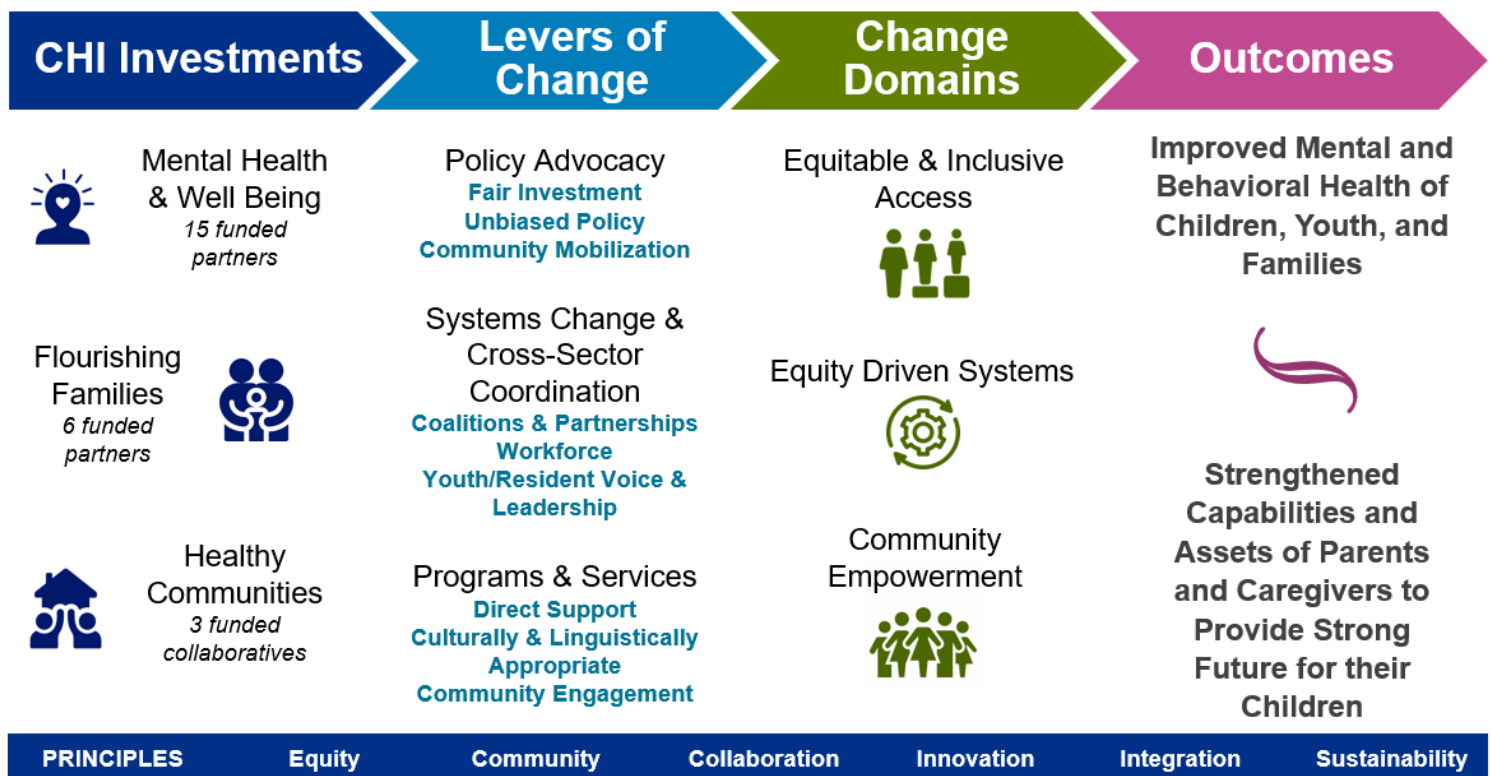 CHI Investments
Levers of
Change
Change
Domains
Outcomes
Mental Health
& Well Being
15 funded
partners
Flourishing
Families
6 funded
partners
Healthy
Communities
3 funded
collaboratives
Policy Advocacy
Fair Investment
Unbiased Policy
Community Mobilization
Systems Change &
Cross-Sector
Coordination
Coalitions & Partnerships
Workforce
Youth/Resident Voice &
Leadership
Programs & Services
Direct Support
Culturally & Linguistically
Appropriate
Community Engagement
Equitable & Inclusive
Access
Equity Driven Systems
Community
Empowerment
Improved Mental and
Behavioral Health of
Children, Youth, and
Families
Strengthened
Capabilities and
Assets of Parents
and Caregivers to
Provide Strong
Future for their
Children
PRINCIPLES Equity Community Collaboration Innovation Integration Sustainability